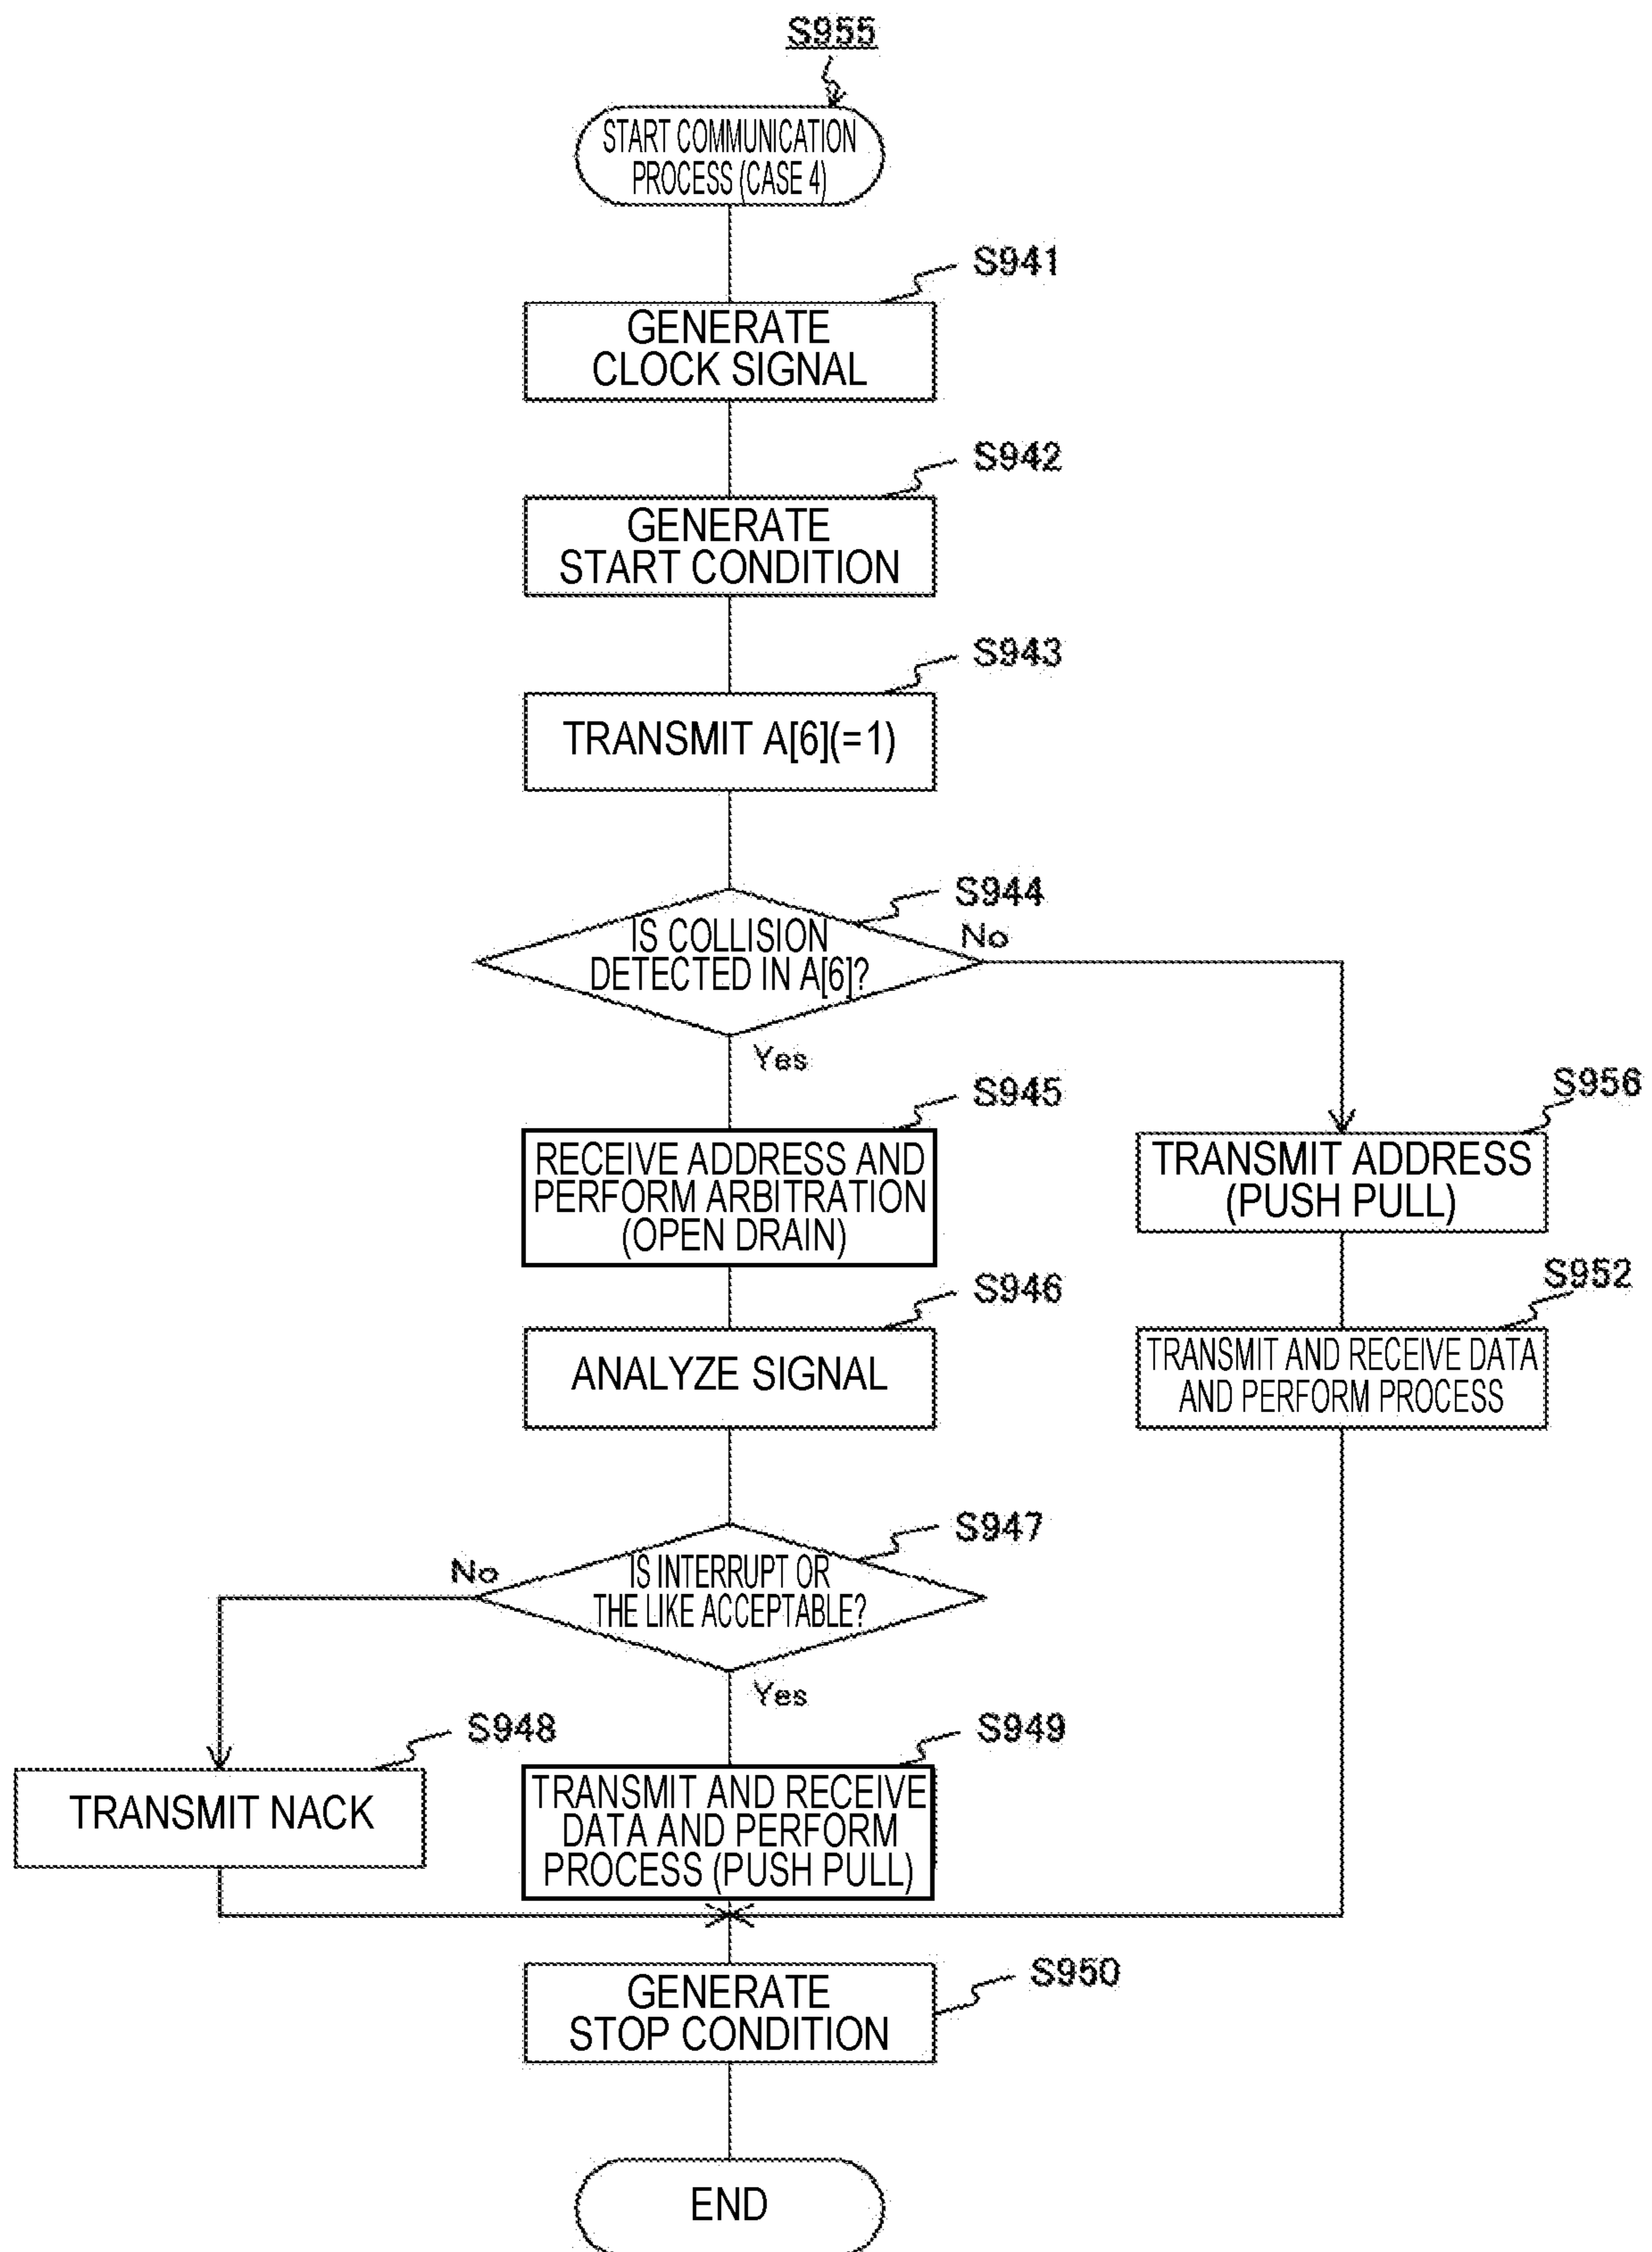 S955
START COMMUNICATION
PROCESS (CASE 4)
S941
GENERATE
CLOCK SIGNAL
S942
GENERATE
START CONDITION
S943
TRANSMIT A[6](=1)
S944
IS COLLISION
DETECTED IN A[6]?
No
Yes
S945
RECEIVE ADDRESS AND
PERFORM ARBITRATION
(OPEN DRAIN)
S956
TRANSMIT ADDRESS
(PUSH PULL)
S946
ANALYZE SIGNAL
S952
TRANSMIT AND RECEIVE DATA
AND PERFORM PROCESS
S947
IS INTERRUPT OR
THE LIKE ACCEPTABLE?
No
Yes
S948
TRANSMIT NACK
S949
TRANSMIT AND RECEIVE
DATA AND PERFORM
PROCESS (PUSH PULL)
S950
GENERATE
STOP CONDITION
END